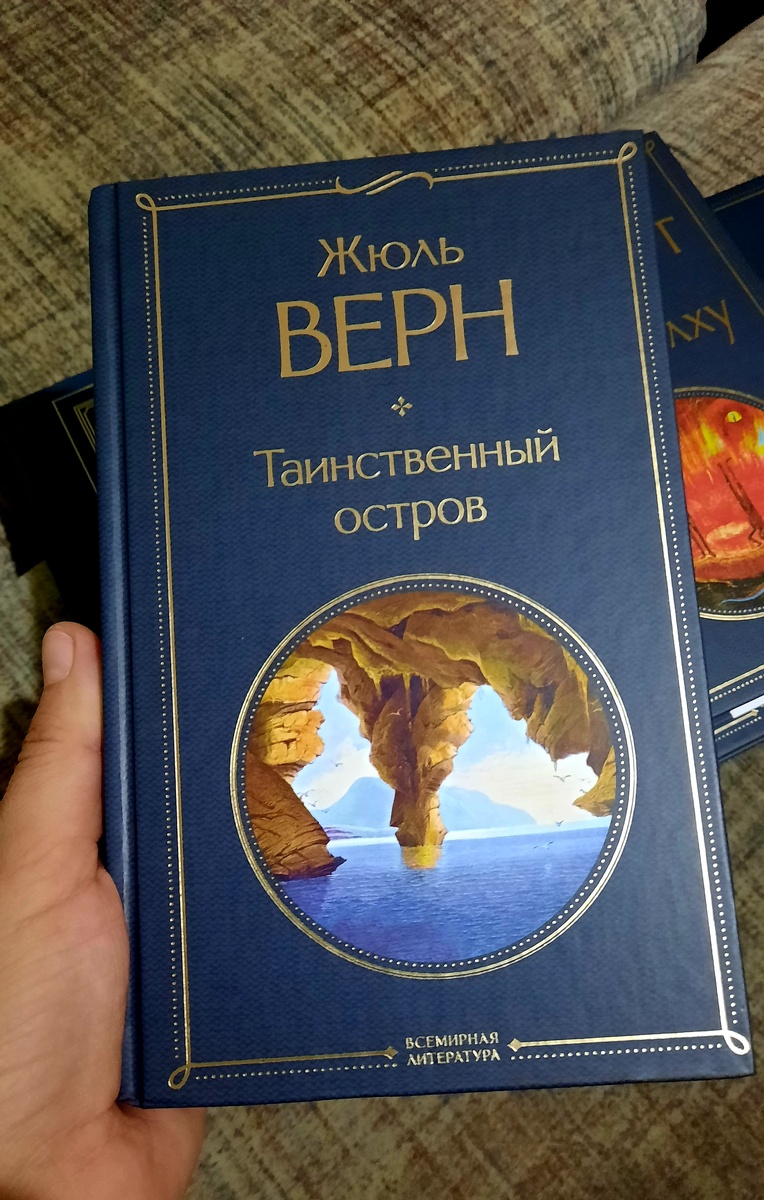 Жюль
ВЕРН
Таинственный
остров
ВСЕМИРНАЯ
ЛИТЕРАТУРА